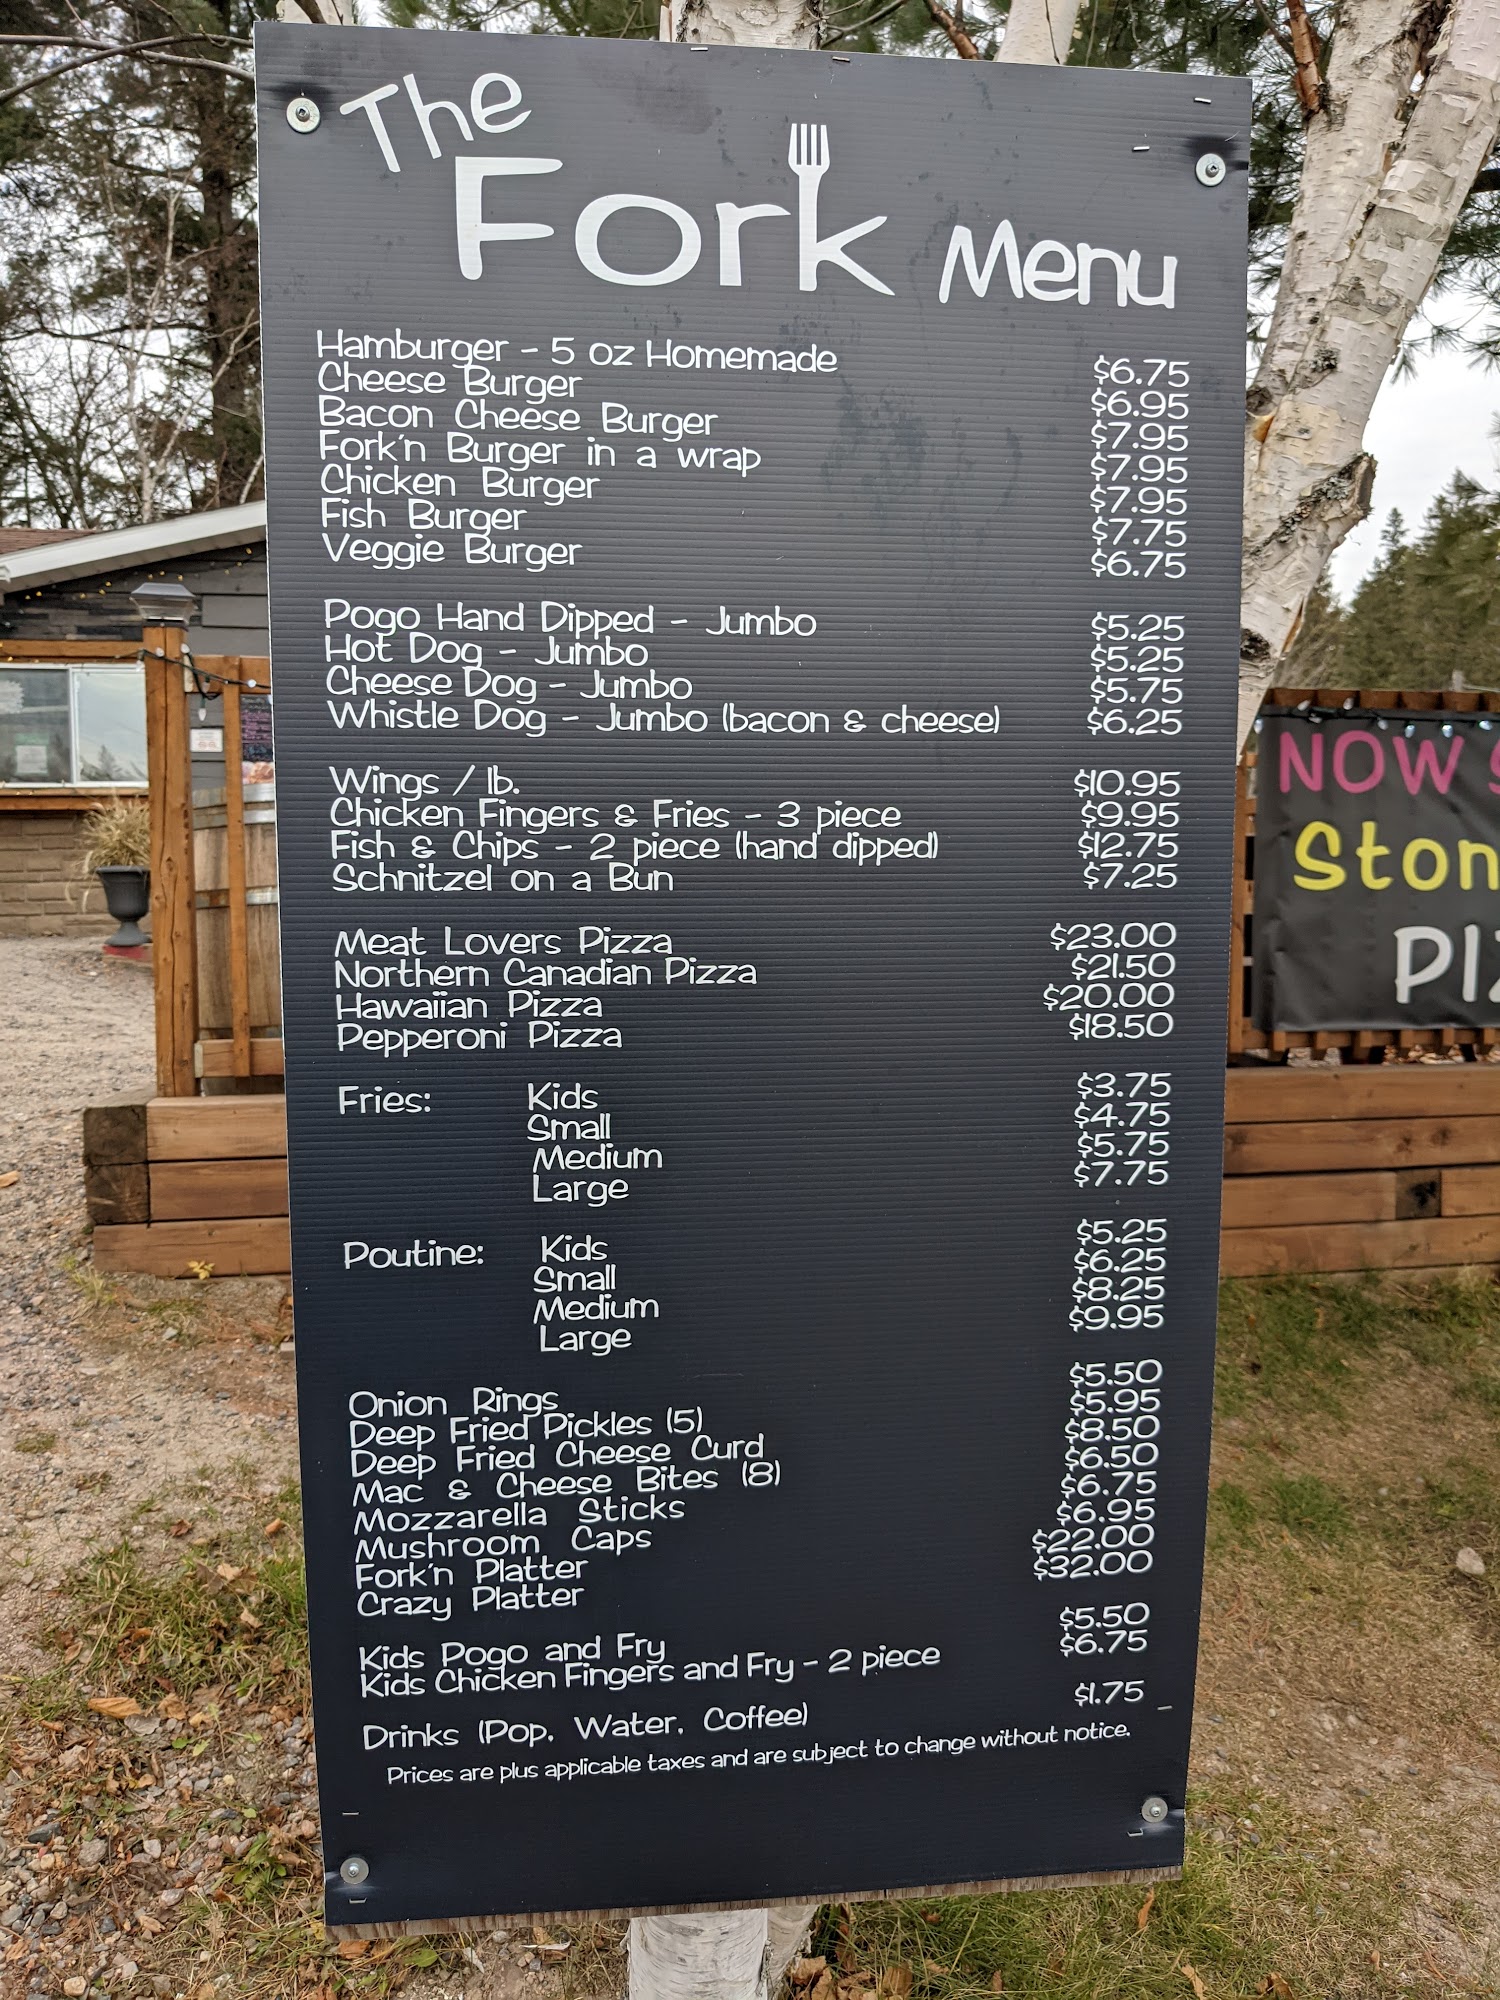 The
Fork Menu
Hamburger - 5 oz Homemade $6.75
Cheese Burger $6.95
Bacon Cheese Burger $7.95
Fork'n Burger in a wrap $7.95
Chicken Burger $7.95
Fish Burger $7.75
Veggie Burger $6.75
Pogo Hand Dipped - Jumbo $5.25
Hot Dog - Jumbo $5.25
Cheese Dog - Jumbo $5.75
Whistle Dog - Jumbo (bacon & cheese) $6.25
Wings / lb. $10.95
Chicken Fingers & Fries - 3 piece $9.95
Fish & Chips - 2 piece (hand dipped) $12.75
Schnitzel on a Bun $7.25
Meat Lovers Pizza $23.00
Northern Canadian Pizza $21.50
Hawaiian Pizza $20.00
Pepperoni Pizza $18.50
Fries: Kids $3.75
Small $4.75
Medium $5.75
Large $7.75
Poutine: Kids $5.25
Small $6.25
Medium $8.25
Large $9.95
Onion Rings $5.50
Deep Fried Pickles (5) $5.95
Deep Fried Cheese Curd $8.50
Mac & Cheese Bites (8) $6.50
Mozzarella Sticks $6.75
Mushroom Caps $6.95
Fork'n Platter $22.00
Crazy Platter $32.00
Kids Pogo and Fry $5.50
Kids Chicken Fingers and Fry - 2 piece $6.75
Drinks (Pop, Water, Coffee) $1.75
Prices are plus applicable taxes and are subject to change without notice.
NOW
Ston
PI